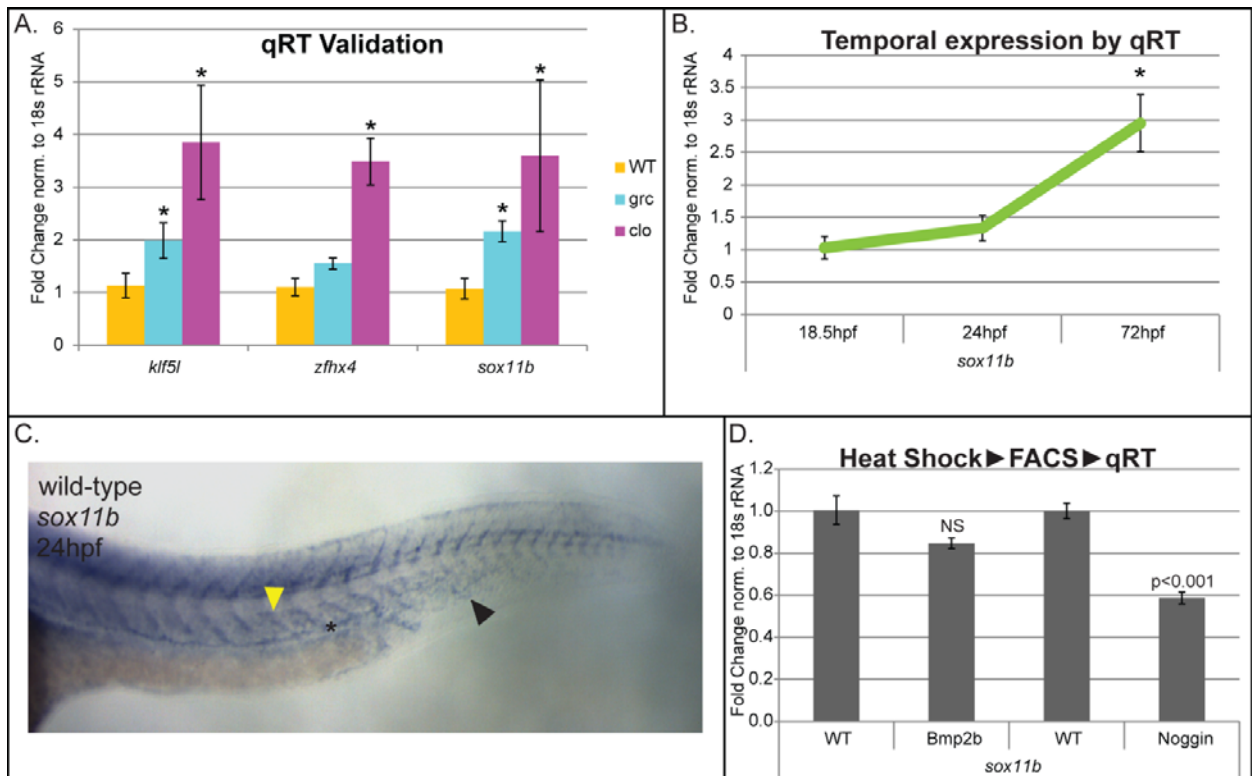 A.
qRT Validation
Fold Change norm. to 18s rRNA
6
5
4
3
2
1
0
*
*
*
*
*
WT
grc
clo
klf5l
zfhx4
sox11b
B.
Temporal expression by qRT
Fold Change norm. to 18s rRNA
4
3.5
3
2.5
2
1.5
1
0.5
0
*
18.5hpf
24hpf
72hpf
sox11b
C.
wild-type
sox11b
24hpf
*
D.
Heat Shock►FACS►qRT
Fold Change norm. to 18s rRNA
1.2
1.0
0.8
0.6
0.4
0.2
0.0
NS
p<0.001
WT
Bmp2b
WT
Noggin
sox11b